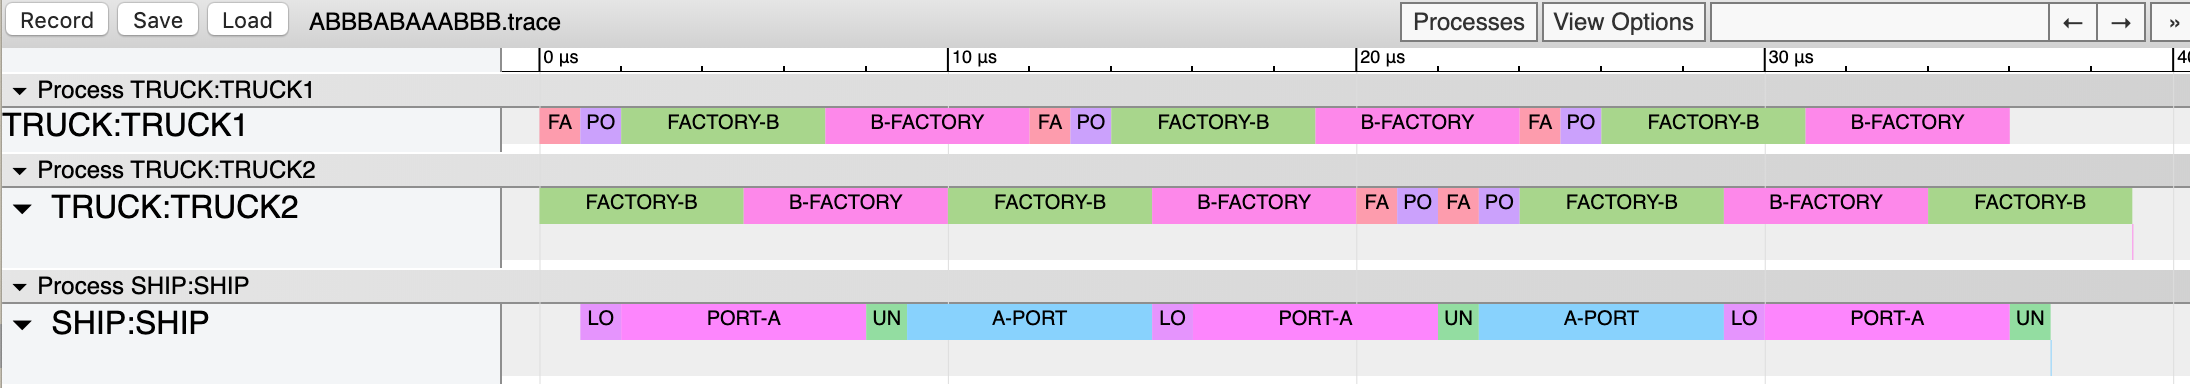 Record Save Load ABBBABAAABBB.trace Processes View Options ← → »
0 µs 10 µs 20 µs 30 µs 40
Process TRUCK:TRUCK1
TRUCK:TRUCK1 FA PO FACTORY-B B-FACTORY FA PO FACTORY-B B-FACTORY FA PO FACTORY-B B-FACTORY
Process TRUCK:TRUCK2
TRUCK:TRUCK2 FACTORY-B B-FACTORY FACTORY-B B-FACTORY FA PO FA PO FACTORY-B B-FACTORY FACTORY-B
Process SHIP:SHIP
SHIP:SHIP LO PORT-A UN A-PORT LO PORT-A UN A-PORT LO PORT-A UN